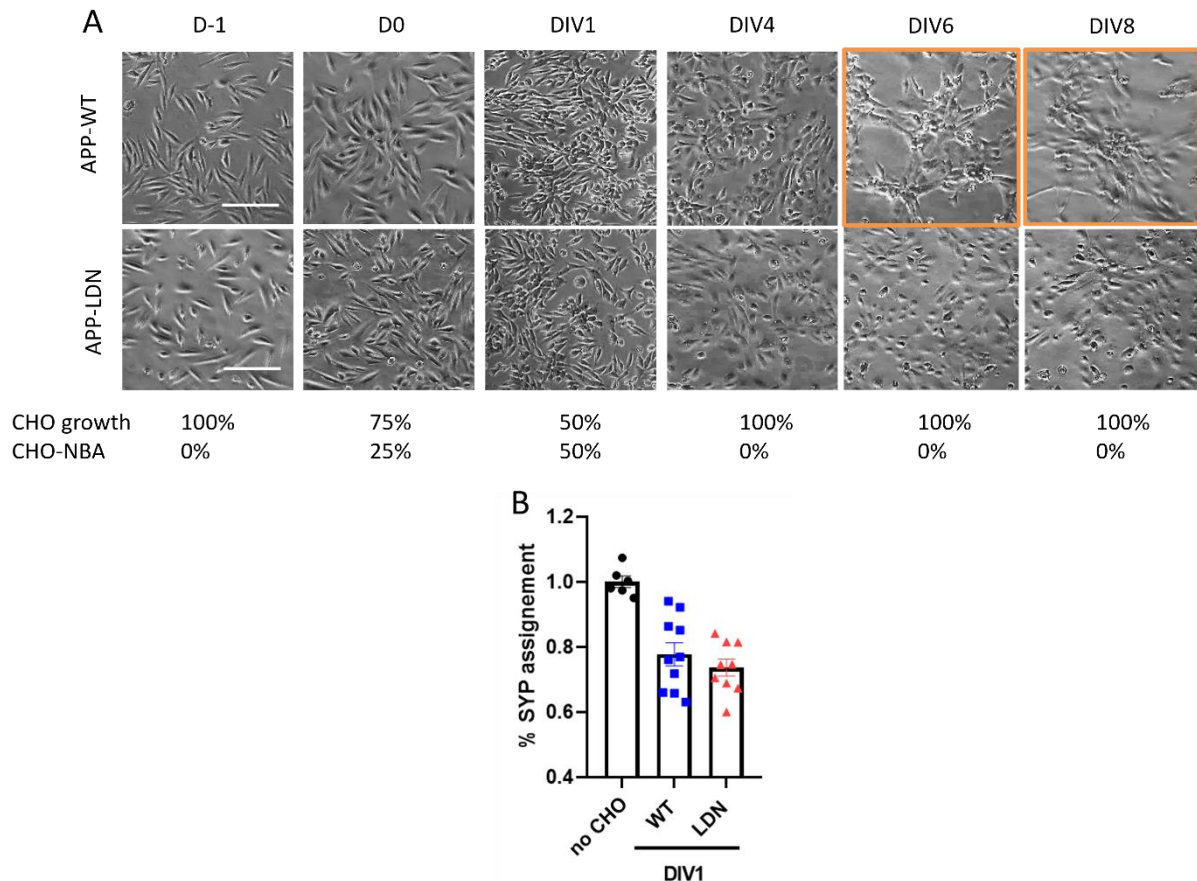 A D-1 D0 DIV1 DIV4 DIV6 DIV8
APP-WT
APP-LDN
CHO growth 100% 75% 50% 100% 100% 100%
CHO-NBA 0% 25% 50% 0% 0% 0%
B
% SYP assignement
1.2
1.0
0.8
0.6
0.4
no CHO WT LDN
DIV1